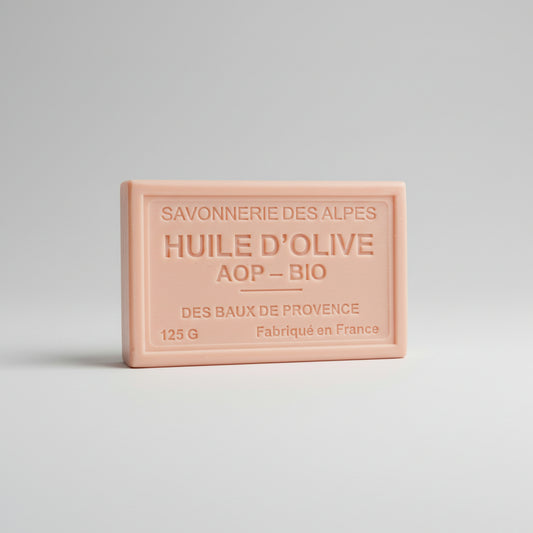 SAVONNERIE DES ALPES
HUILE D'OLIVE
AOP – BIO
DES BAUX DE PROVENCE
125 G Fabriqué en France